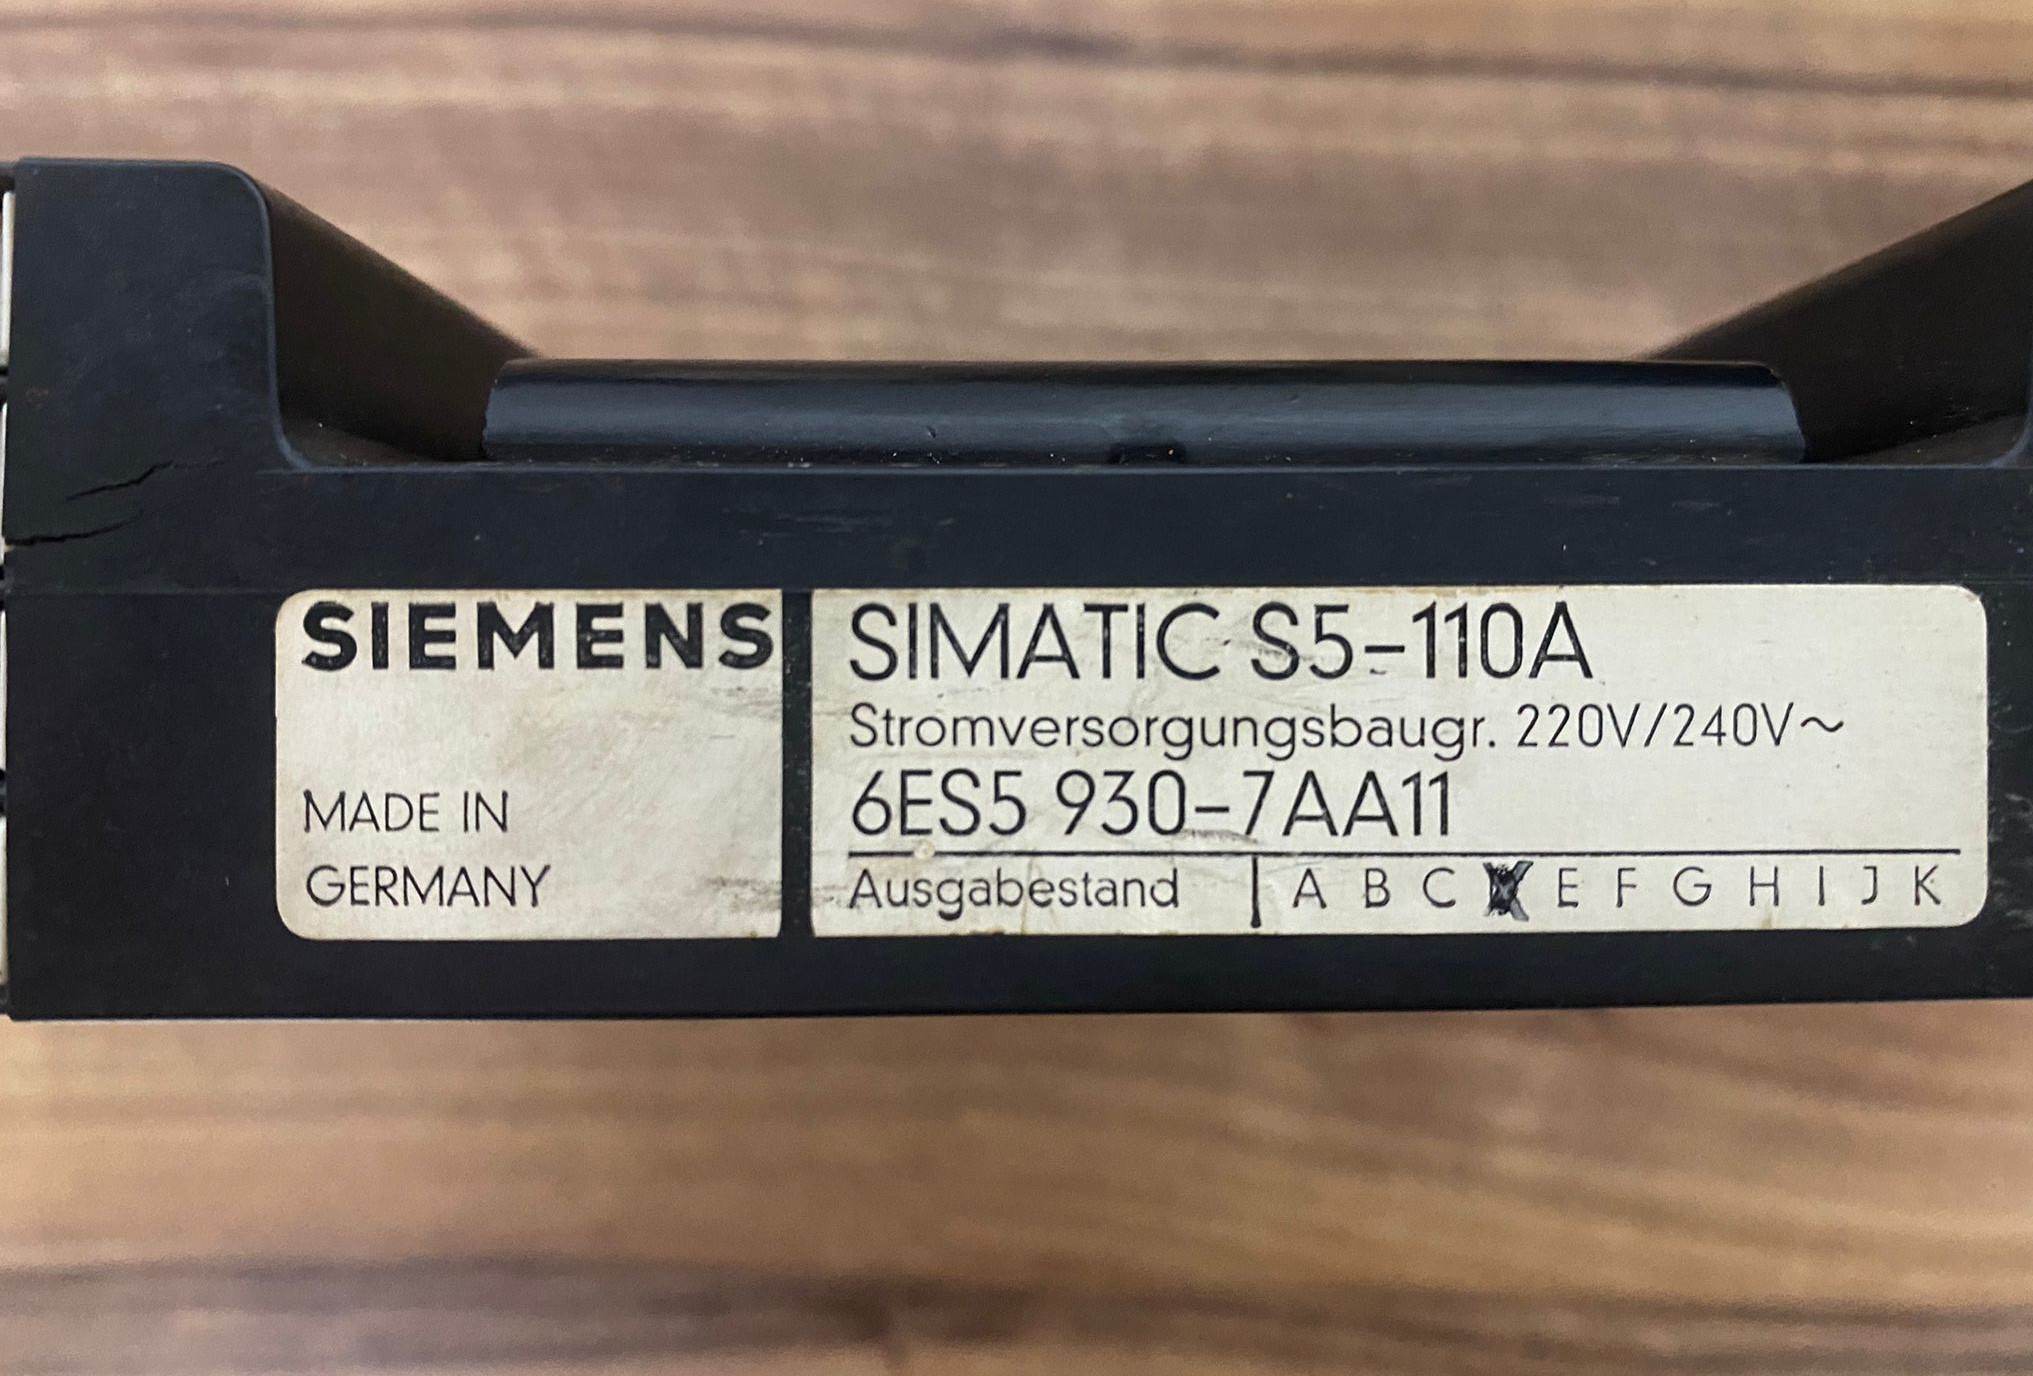 SIEMENS
MADE IN
GERMANY
SIMATIC S5-110A
Stromversorgungsbaugr. 220V/240V~
6ES5 930-7AA11
Ausgabestand | A B C X E F G H I J K